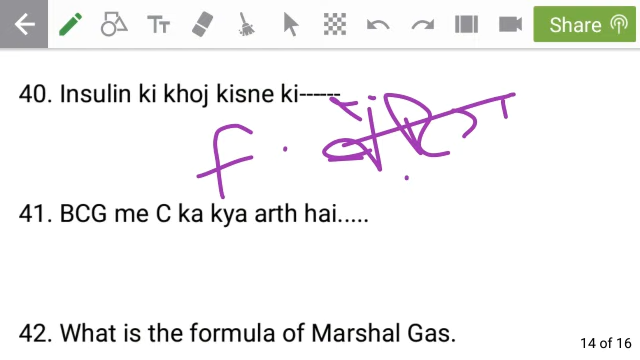 Share
40. Insulin ki khoj kisne ki------
41. BCG me C ka kya arth hai.....
42. What is the formula of Marshal Gas.
14 of 16